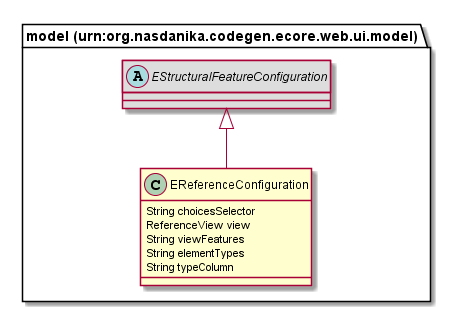 model (urn:org.nasdanika.codegen.ecore.web.ui.model)
A EStructuralFeatureConfiguration
C EReferenceConfiguration
String choicesSelector
ReferenceView view
String viewFeatures
String elementTypes
String typeColumn